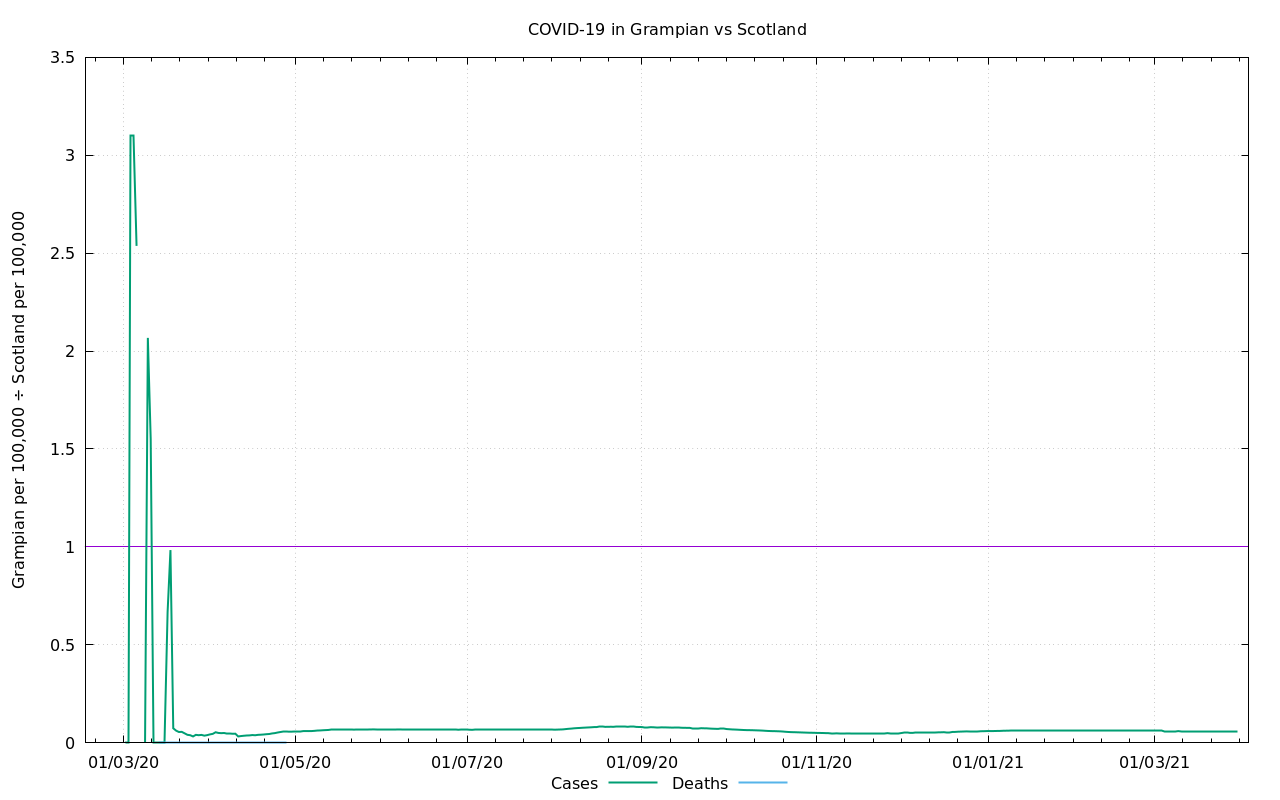 COVID-19 in Grampian vs Scotland
Grampian per 100,000 ÷ Scotland per 100,000
3.5
3
2.5
2
1.5
1
0.5
0
01/03/20 01/05/20 01/07/20 01/09/20 01/11/20 01/01/21 01/03/21
Cases Deaths